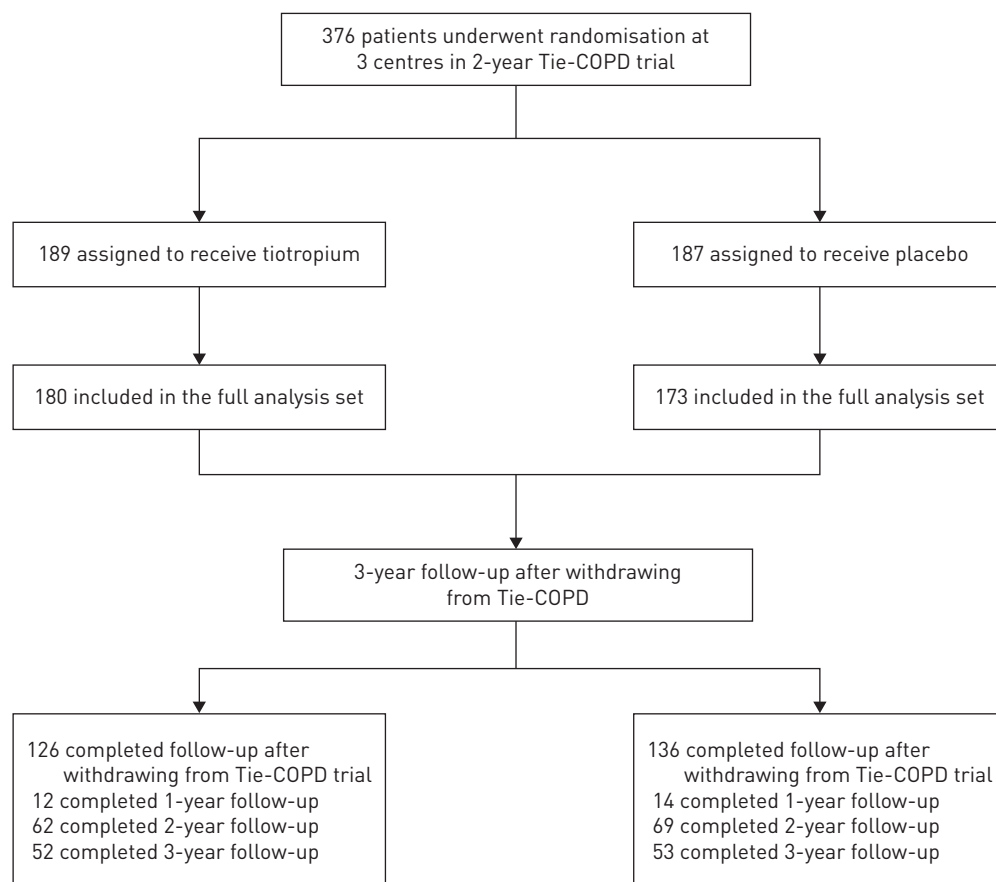 376 patients underwent randomisation at
3 centres in 2-year Tie-COPD trial
189 assigned to receive tiotropium
187 assigned to receive placebo
180 included in the full analysis set
173 included in the full analysis set
3-year follow-up after withdrawing
from Tie-COPD
126 completed follow-up after
withdrawing from Tie-COPD trial
12 completed 1-year follow-up
62 completed 2-year follow-up
52 completed 3-year follow-up
136 completed follow-up after
withdrawing from Tie-COPD trial
14 completed 1-year follow-up
69 completed 2-year follow-up
53 completed 3-year follow-up